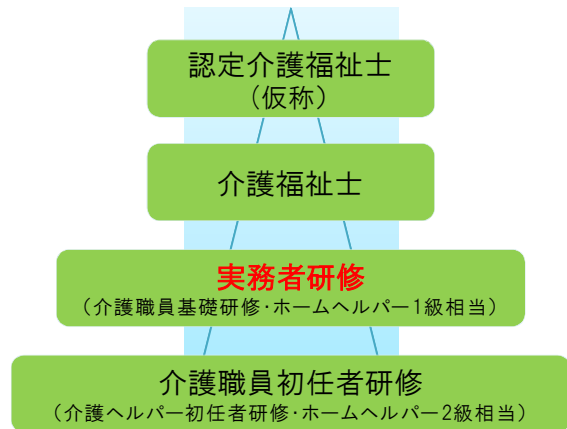 認定介護福祉士
（仮称）
介護福祉士
実務者研修
（介護職員基礎研修・ホームヘルパー1級相当）
介護職員初任者研修
（介護ヘルパー初任者研修・ホームヘルパー2級相当）